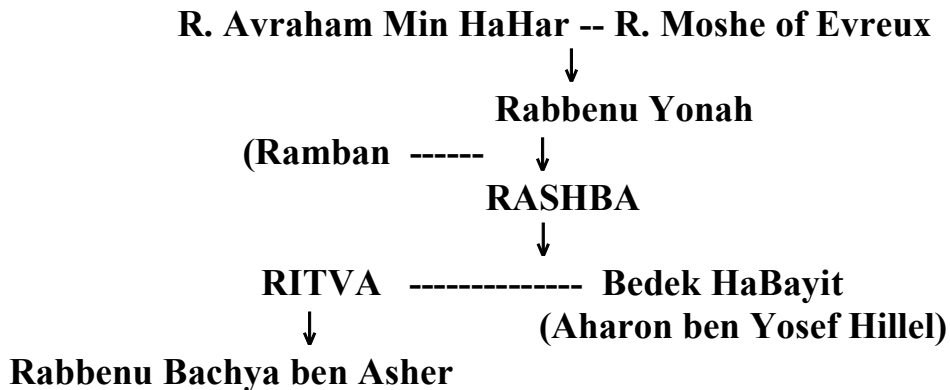 R. Avraham Min HaHar -- R. Moshe of Evreux
↓
Rabbenu Yonah
(Ramban ------ ↓
RASHBA
↓
RITVA -------------- Bedek HaBayit
↓ (Aharon ben Yosef Hillel)
Rabbenu Bachya ben Asher